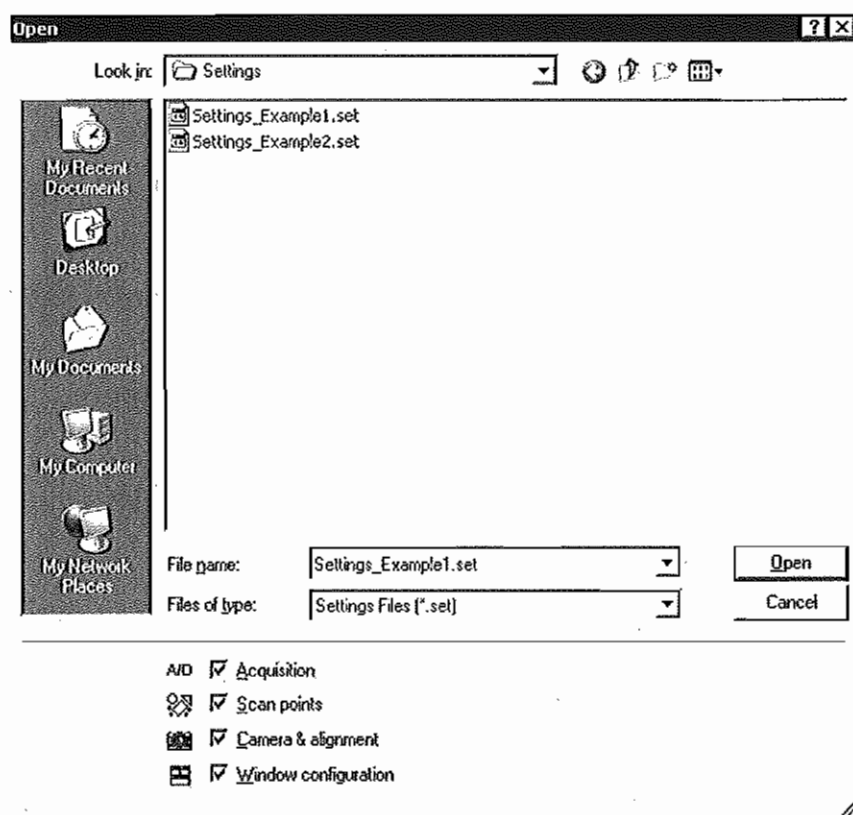 Open
Look in: Settings
Settings_Example1.set
Settings_Example2.set
My Recent
Documents
Desktop
My Documents
My Computer
My Network
Places
File name: Settings_Example1.set Open
Files of type: Settings Files (*.set) Cancel
A/D Acquisition
Scan points
Camera & alignment
Window configuration